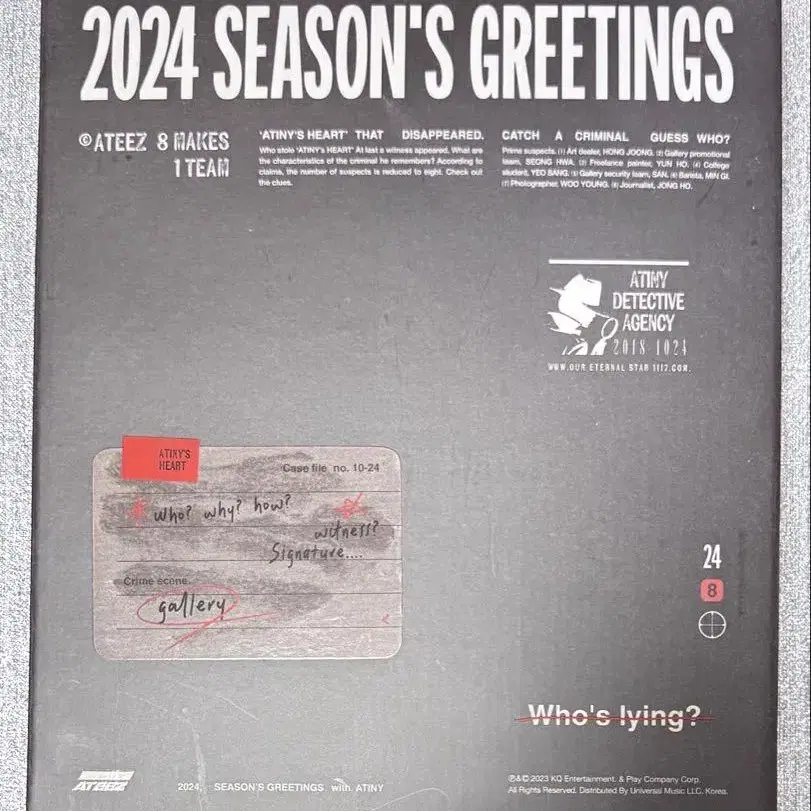 2024 SEASON'S GREETINGS
© ATEEZ 8 MAKES
1 TEAM
'ATINY'S HEART' THAT DISAPPEARED.
Who stole 'ATINY'S HEART' At last a witness appeared. What are
the characteristics of the criminal he remembers? According to
claims, the number of suspects is reduced to eight. Check out
the clues.
CATCH A CRIMINAL GUESS WHO?
Prime suspects. (1) Art dealer, HONG JOONG. (2) Gallery promotional
team, SEONG HWA. (3) Freelance painter, YUN HO. (4) College
student, YEO SANG. (5) Gallery security team, SAN. (6) Barista, MIN GI.
(7) Photographer, WOO YOUNG. (8) Journalist, JONG HO.
ATINY
DETECTIVE
AGENCY
2018-1024
WWW.OUR ETERNAL STAR 1117.COM.
ATINY'S
HEART
Case file no. 10-24
who? why? how?
witness?
Signature....
Crime scene.
gallery
24
8
Who's lying?
ATEEZ
2024, SEASON'S GREETINGS with. ATINY
℗&© 2023 KQ Entertainment. & Play Company Corp.
All Rights Reserved. Distributed By Universal Music LLC. Korea.